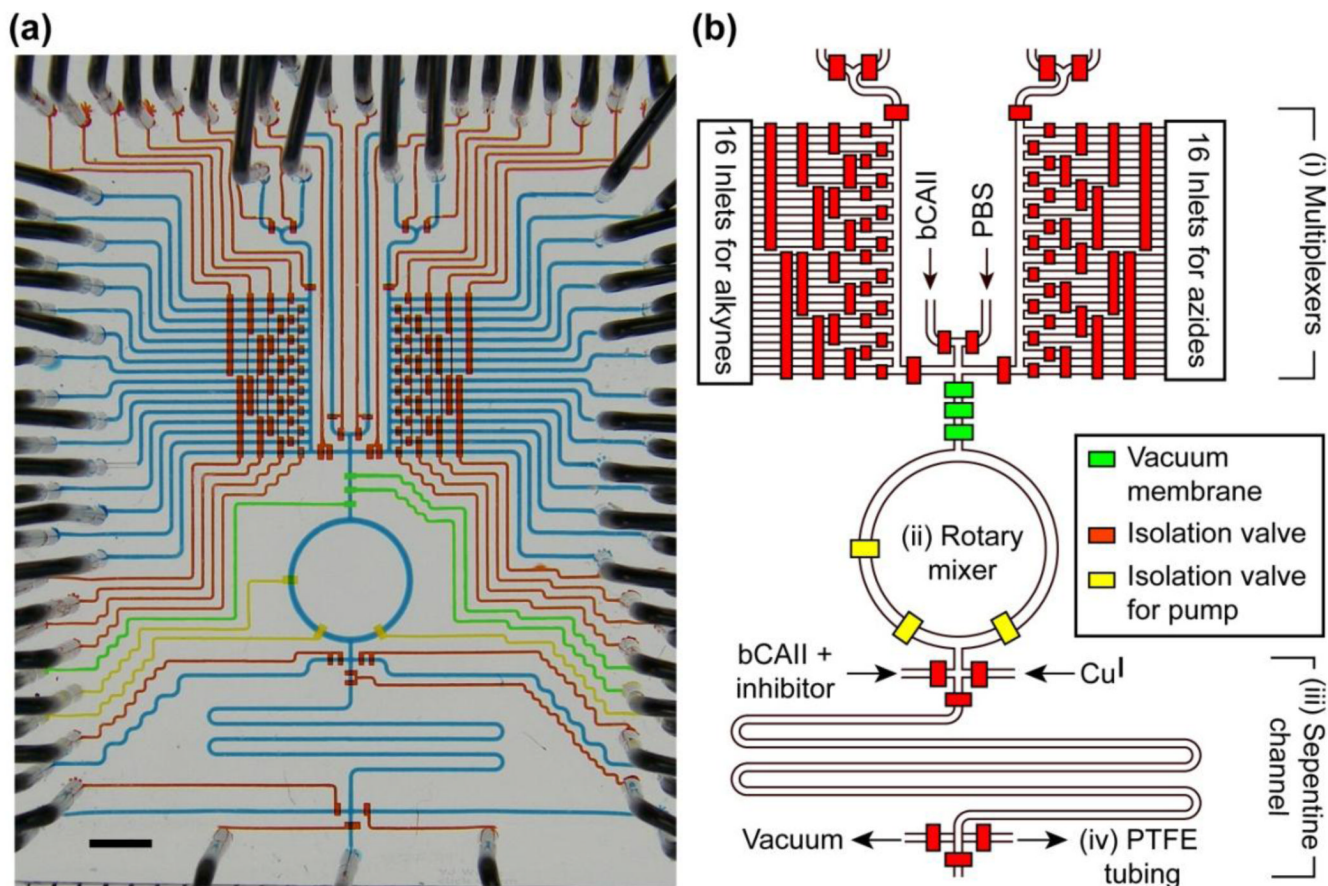 (a)
(b)
16 Inlets for alkynes
bCAII
PBS
16 Inlets for azides
(i) Multiplexers
Vacuum
membrane
Isolation valve
Isolation valve
for pump
(ii) Rotary
mixer
bCAII +
inhibitor
Cuᴵ
(iii) Sepentine
channel
Vacuum
(iv) PTFE
tubing